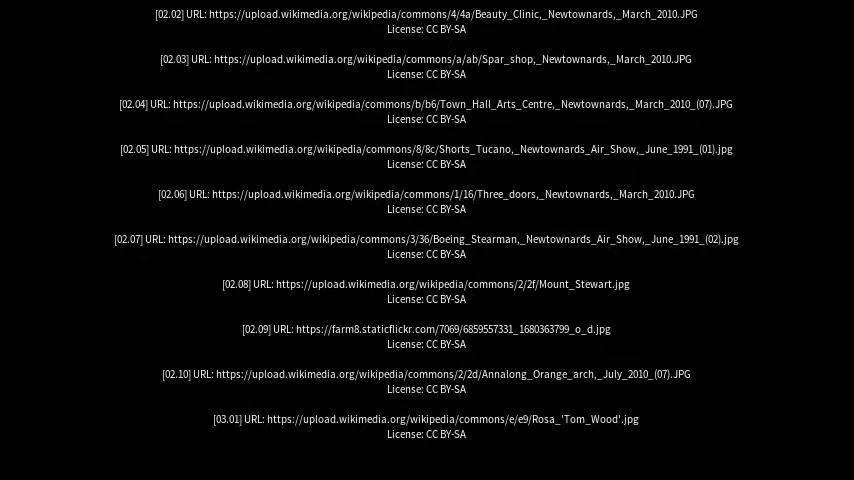 [02.02] URL: https://upload.wikimedia.org/wikipedia/commons/4/4a/Beauty_Clinic,_Newtownards,_March_2010.JPG
License: CC BY-SA
[02.03] URL: https://upload.wikimedia.org/wikipedia/commons/a/ab/Spar_shop,_Newtownards,_March_2010.JPG
License: CC BY-SA
[02.04] URL: https://upload.wikimedia.org/wikipedia/commons/b/b6/Town_Hall_Arts_Centre,_Newtownards,_March_2010_(07).JPG
License: CC BY-SA
[02.05] URL: https://upload.wikimedia.org/wikipedia/commons/8/8c/Shorts_Tucano,_Newtownards_Air_Show,_June_1991_(01).jpg
License: CC BY-SA
[02.06] URL: https://upload.wikimedia.org/wikipedia/commons/1/16/Three_doors,_Newtownards,_March_2010.JPG
License: CC BY-SA
[02.07] URL: https://upload.wikimedia.org/wikipedia/commons/3/36/Boeing_Stearman,_Newtownards_Air_Show,_June_1991_(02).jpg
License: CC BY-SA
[02.08] URL: https://upload.wikimedia.org/wikipedia/commons/2/2f/Mount_Stewart.jpg
License: CC BY-SA
[02.09] URL: https://farm8.staticflickr.com/7069/6859557331_1680363799_o_d.jpg
License: CC BY-SA
[02.10] URL: https://upload.wikimedia.org/wikipedia/commons/2/2d/Annalong_Orange_arch,_July_2010_(07).JPG
License: CC BY-SA
[03.01] URL: https://upload.wikimedia.org/wikipedia/commons/e/e9/Rosa_'Tom_Wood'.jpg
License: CC BY-SA